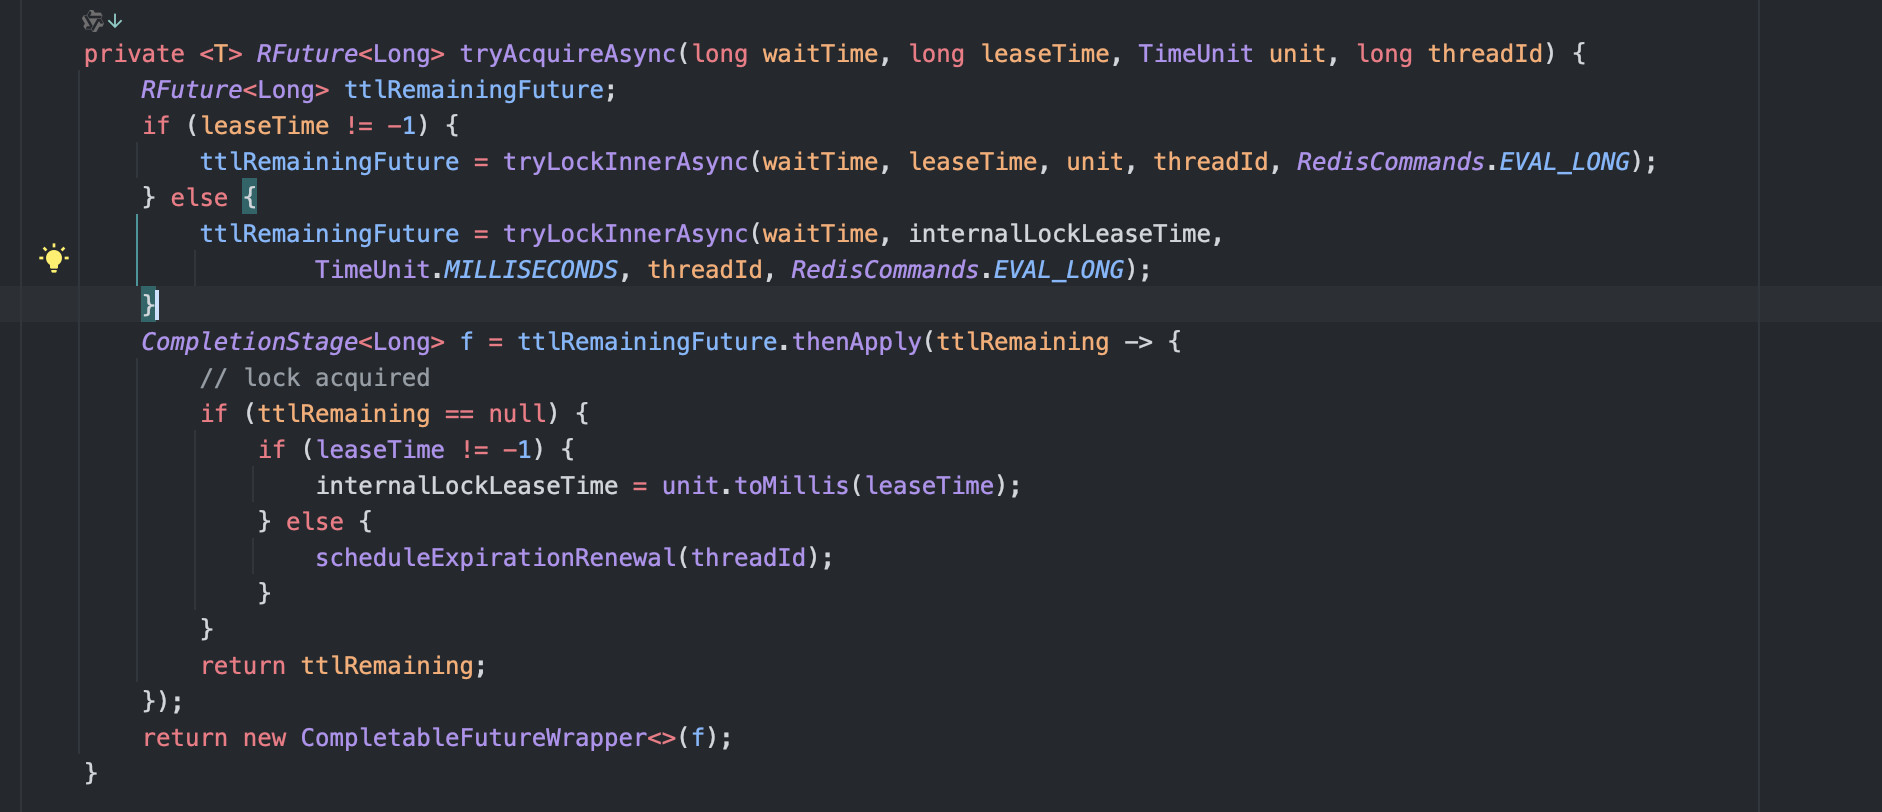 private <T> RFuture<Long> tryAcquireAsync(long waitTime, long leaseTime, TimeUnit unit, long threadId) {
RFuture<Long> ttlRemainingFuture;
if (leaseTime != -1) {
ttlRemainingFuture = tryLockInnerAsync(waitTime, leaseTime, unit, threadId, RedisCommands.EVAL_LONG);
} else {
ttlRemainingFuture = tryLockInnerAsync(waitTime, internalLockLeaseTime,
TimeUnit.MILLISECONDS, threadId, RedisCommands.EVAL_LONG);
}
CompletionStage<Long> f = ttlRemainingFuture.thenApply(ttlRemaining -> {
// lock acquired
if (ttlRemaining == null) {
if (leaseTime != -1) {
internalLockLeaseTime = unit.toMillis(leaseTime);
} else {
scheduleExpirationRenewal(threadId);
}
}
return ttlRemaining;
});
return new CompletableFutureWrapper<>(f);
}